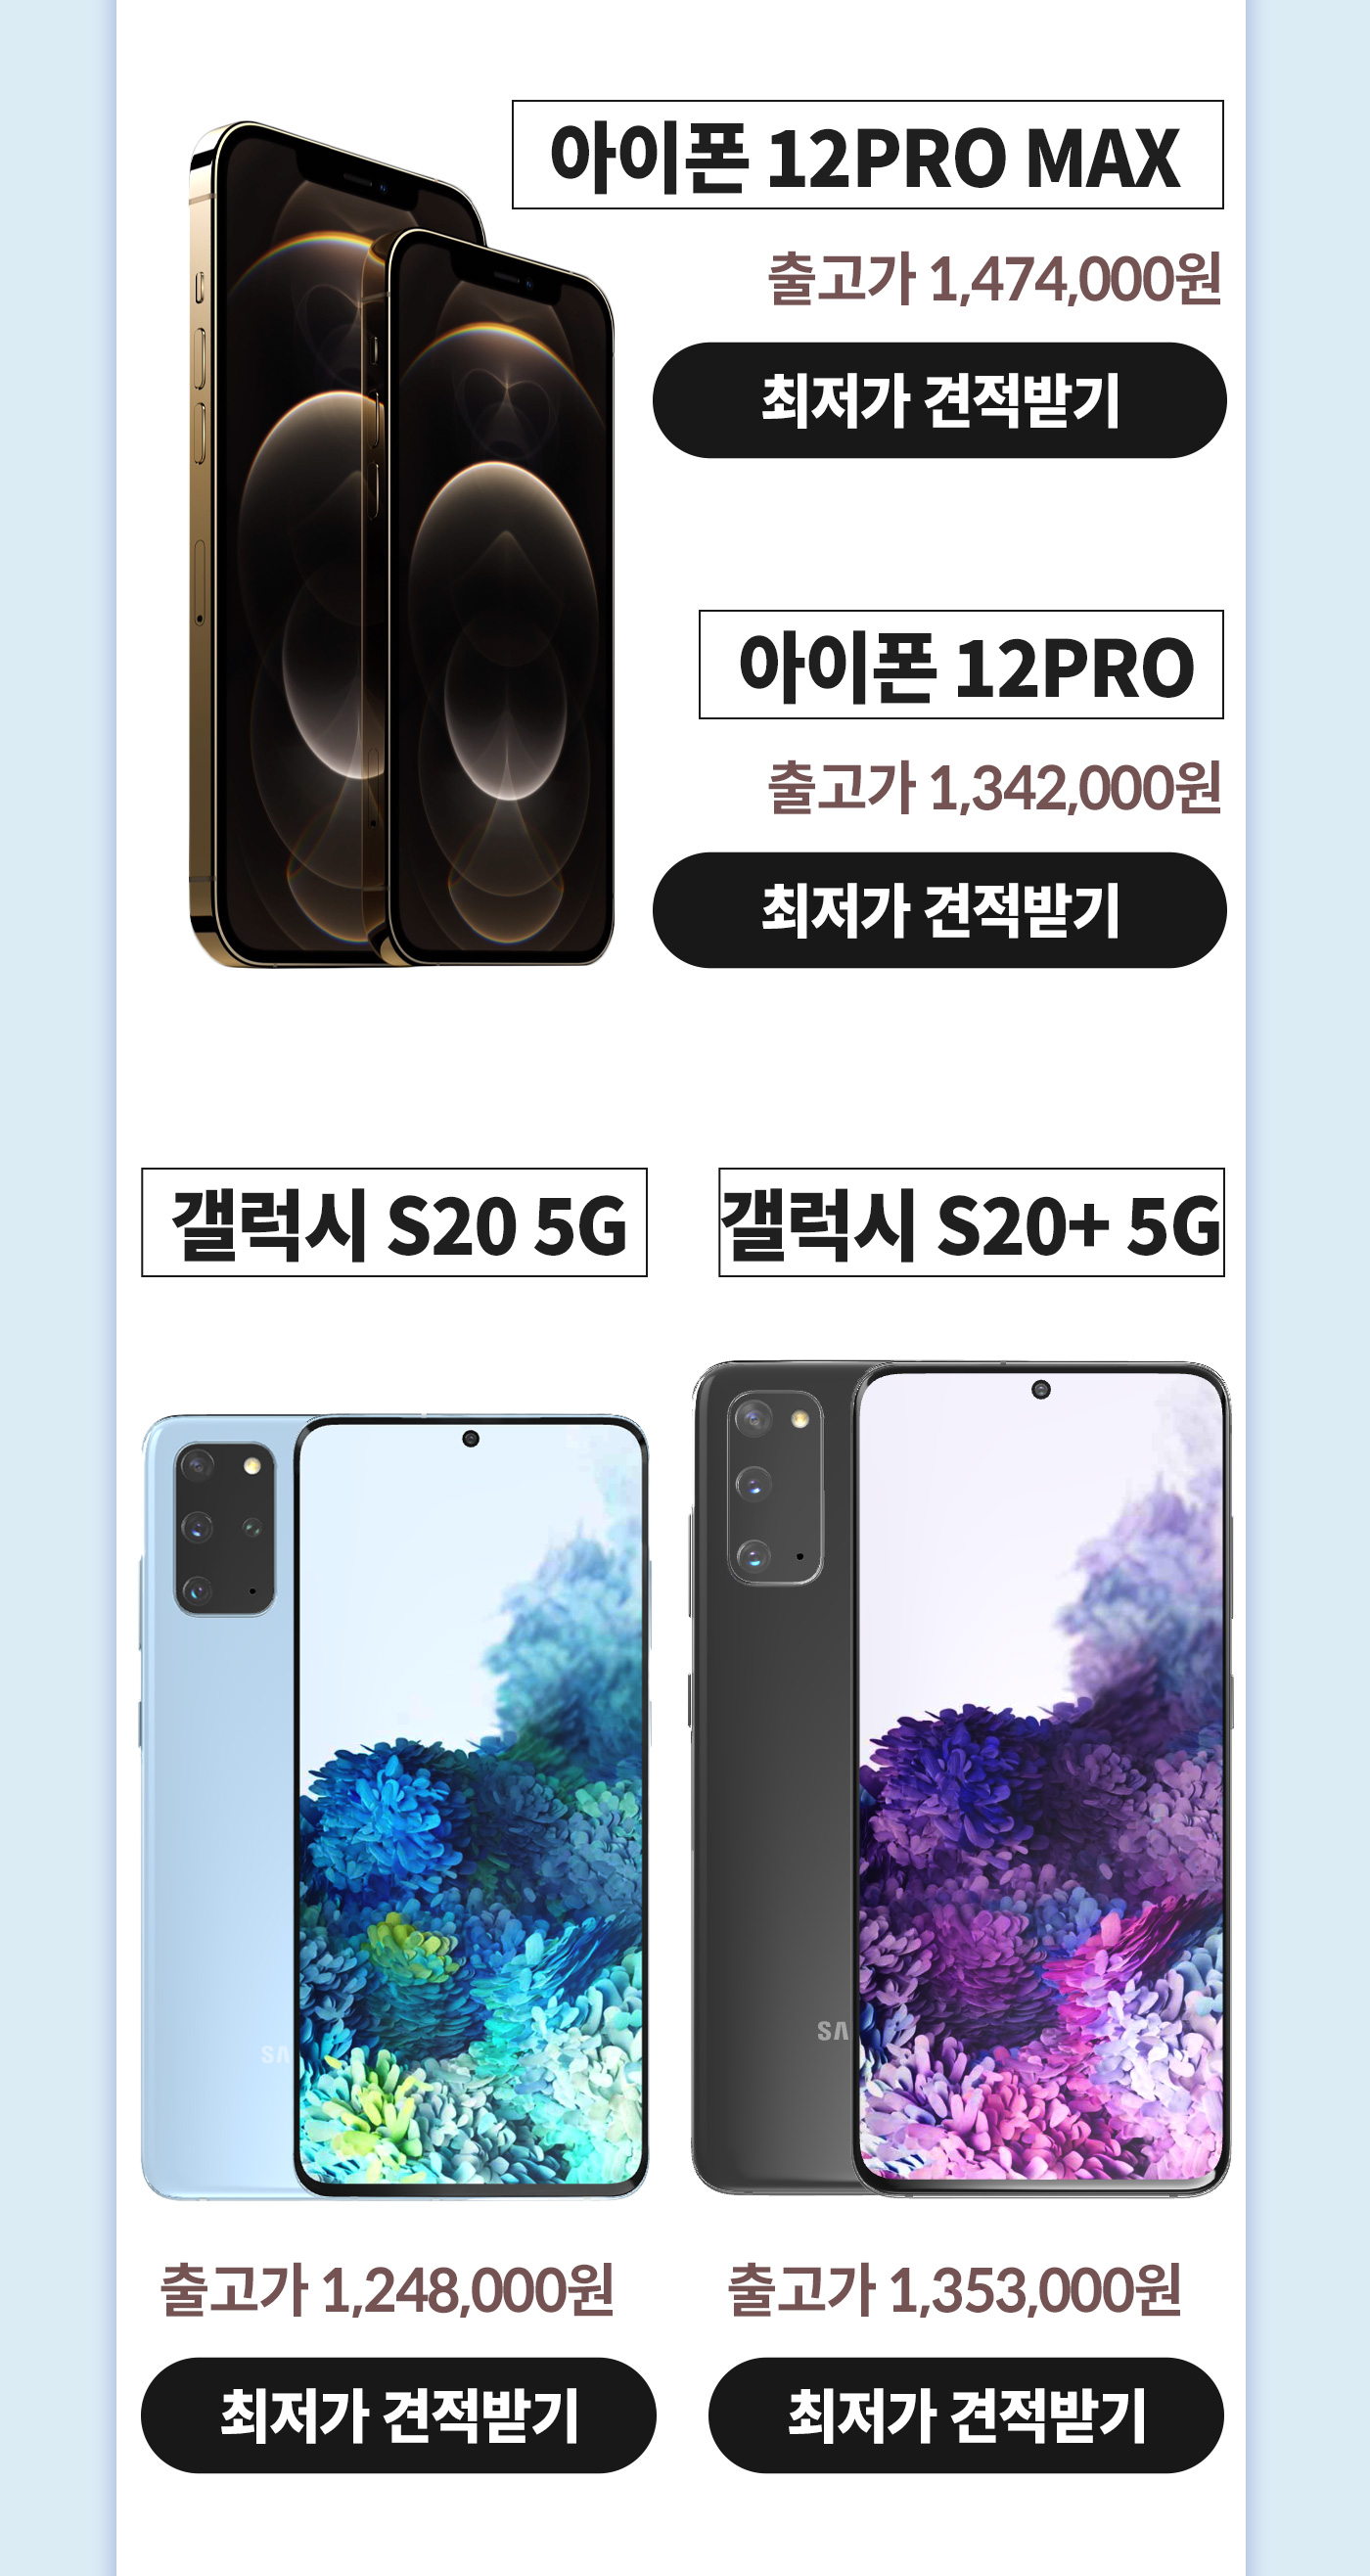 아이폰 12PRO MAX
출고가 1,474,000원
최저가 견적받기
아이폰 12PRO
출고가 1,342,000원
최저가 견적받기
갤럭시 S20 5G
갤럭시 S20+ 5G
SA
SA
출고가 1,248,000원
출고가 1,353,000원
최저가 견적받기
최저가 견적받기